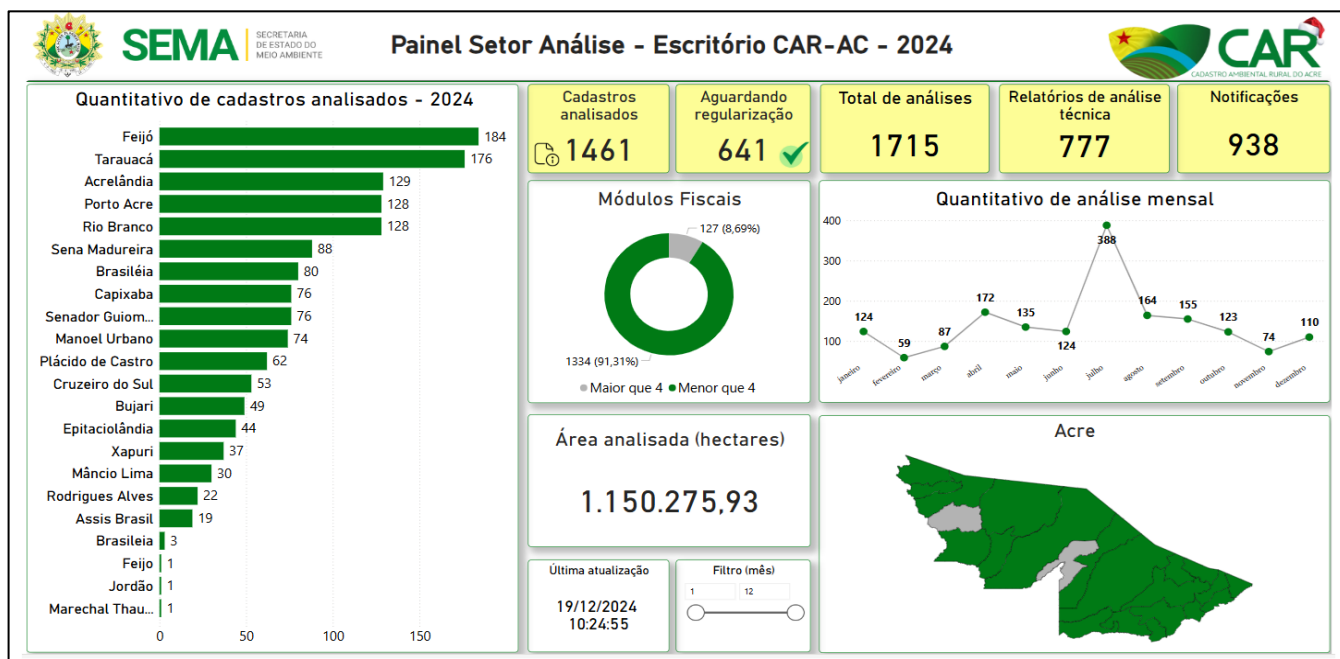 SEMA
SECRETARIA
DE ESTADO DO
MEIO AMBIENTE
Painel Setor Análise - Escritório CAR-AC - 2024
CAR
CADASTRO AMBIENTAL RURAL DO ACRE
Quantitativo de cadastros analisados - 2024
Feijó 184
Tarauacá 176
Acrelândia 129
Porto Acre 128
Rio Branco 128
Sena Madureira 88
Brasiléia 80
Capixaba 76
Senador Guiom... 76
Manoel Urbano 74
Plácido de Castro 62
Cruzeiro do Sul 53
Bujari 49
Epitaciolândia 44
Xapuri 37
Mâncio Lima 30
Rodrigues Alves 22
Assis Brasil 19
Brasileia 3
Feijo 1
Jordão 1
Marechal Thau... 1
0 50 100 150
Cadastros
analisados
1461
Aguardando
regularização
641
Total de análises
1715
Relatórios de análise
técnica
777
Notificações
938
Módulos Fiscais
127 (8,69%)
1334 (91,31%)
Maior que 4 Menor que 4
Quantitativo de análise mensal
400
300
200
100
124
59
87
172
135
124
388
164
155
123
74
110
janeiro
fevereiro
março
abril
maio
junho
julho
agosto
setembro
outubro
novembro
dezembro
Área analisada (hectares)
1.150.275,93
Última atualização
19/12/2024
10:24:55
Filtro (mês)
1 12
Acre